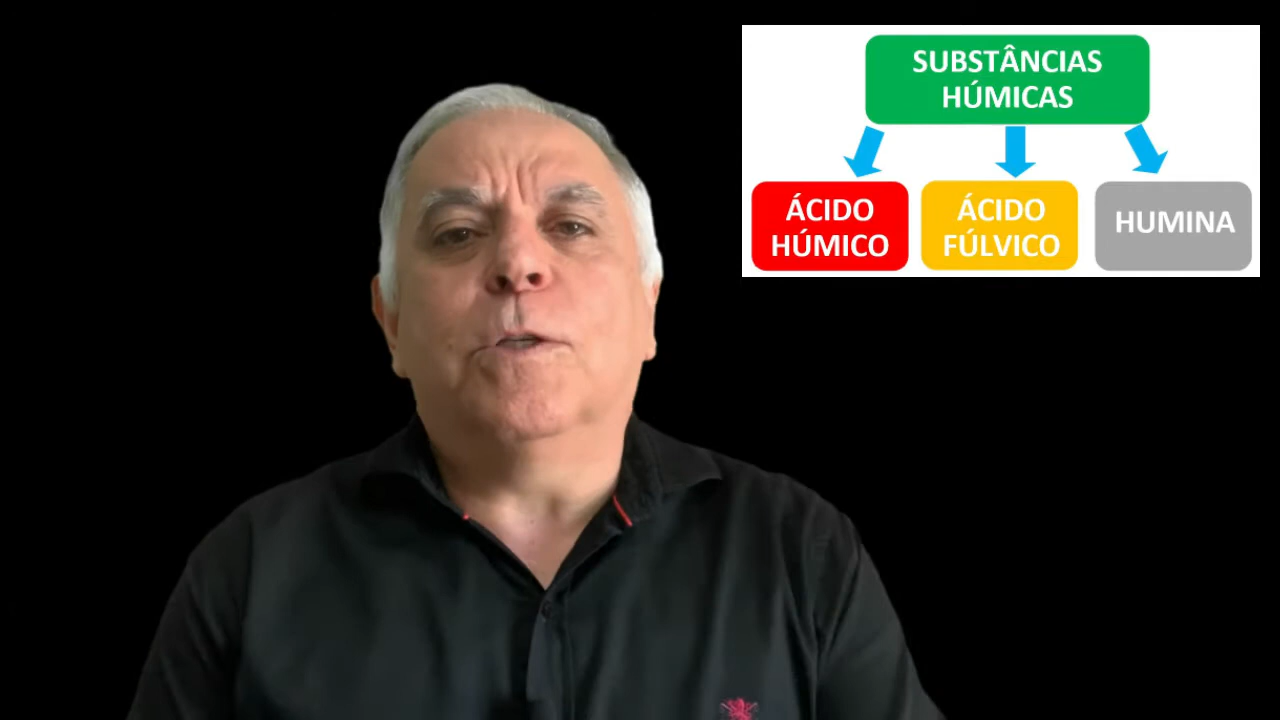 SUBSTÂNCIAS
HÚMICAS
ÁCIDO
HÚMICO
ÁCIDO
FÚLVICO
HUMINA